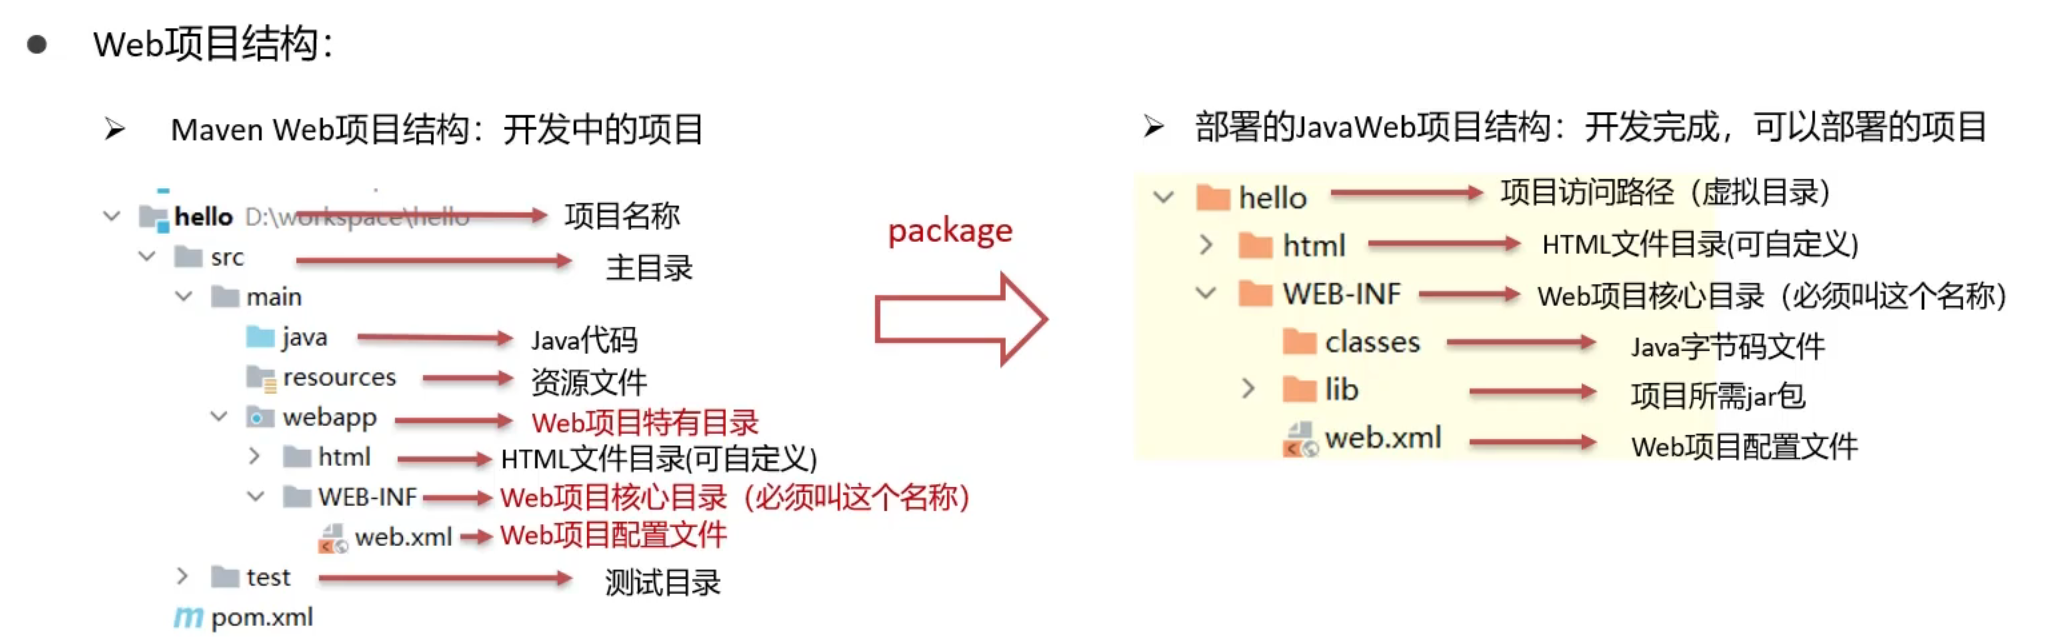 Web项目结构：
Maven Web项目结构：开发中的项目
hello D:\workspace\hello 项目名称
src 主目录
main
java Java代码
resources 资源文件
webapp Web项目特有目录
html HTML文件目录(可自定义)
WEB-INF Web项目核心目录（必须叫这个名称）
web.xml Web项目配置文件
test 测试目录
pom.xml
package
部署的JavaWeb项目结构：开发完成，可以部署的项目
hello 项目访问路径（虚拟目录）
html HTML文件目录(可自定义)
WEB-INF Web项目核心目录（必须叫这个名称）
classes Java字节码文件
lib 项目所需jar包
web.xml Web项目配置文件